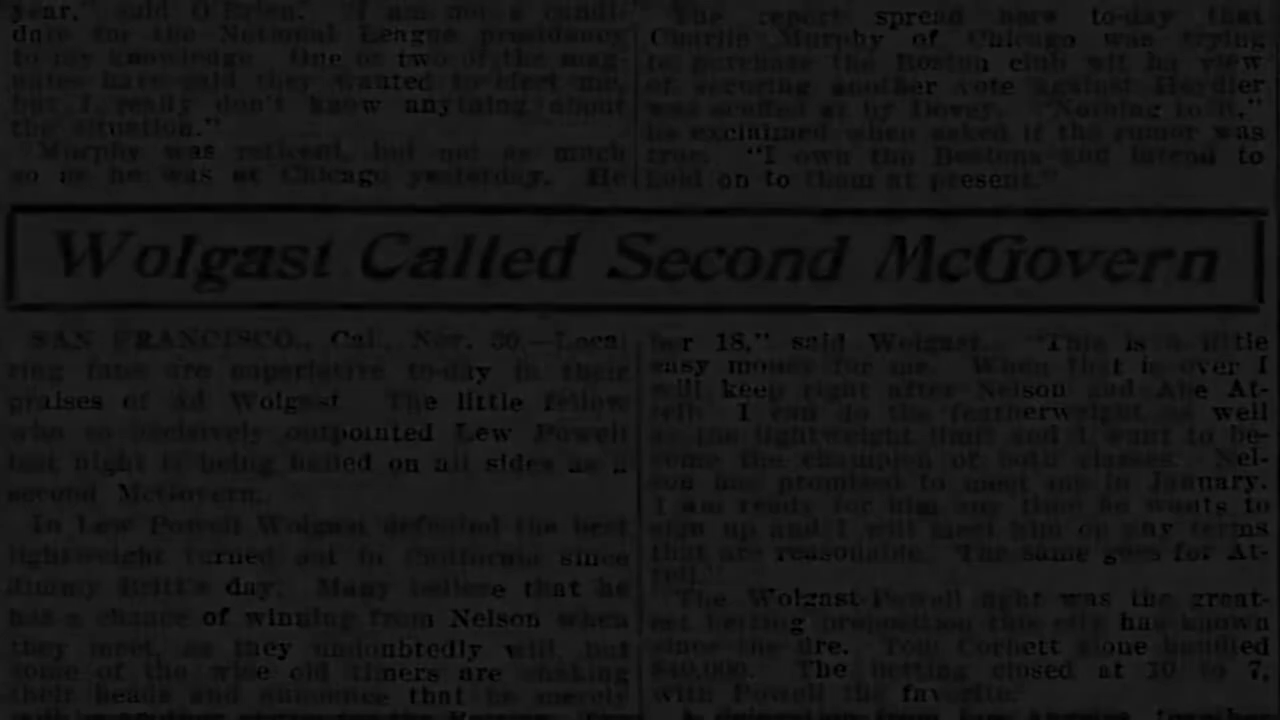 year," said O'Brien. "I am not a candi-
date for the National League presidency
to my knowledge. One or two of the mag-
nates have said they wanted to elect me,
but I really don't know anything about
the situation."
Murphy was reticent, but not as much
so as he was at Chicago yesterday. He
The report spread here to-day that
Charlie Murphy of Chicago was trying
to purchase the Boston club wit ha view
of securing another vote against Heydler
was scoffed at by Dovey. "Nothing to it,"
he exclaimed when asked if the rumor was
true. "I own the Bostons and intend to
hold on to them at present."
Wolgast Called Second McGovern
SAN FRANCISCO, Cal., Nov. 30.—Local
ring fans are superlative to-day in their
praises of Ad Wolgast. The little fellow
who so decisively outpointed Lew Powell
last night is being hailed on all sides as a
second McGovern.
In Lew Powell Wolgast defeated the best
lightweight turned out in California since
Jimmy Britt's day. Many believe that he
has a chance of winning from Nelson when
they meet, as they undoubtedly will, but
some of the wise old timers are shaking
their heads and announce that he merely
ber 18," said Wolgast. "This is a little
easy money for me. When that is over I
will keep right after Nelson and Abe At-
tell. I can do the featherweight as well
as the lightweight limit and I want to be-
come the champion of both classes. Nel-
son has promised to meet me in January.
I am ready for him any time he wants to
sign up and I will meet him on any terms
that are reasonable. The same goes for At-
tell."
The Wolgast-Powell fight was the great-
est betting proposition this city has known
since the fire. Tom Corbett alone handled
$40,000. The betting closed at 10 to 7,
with Powell the favorite.